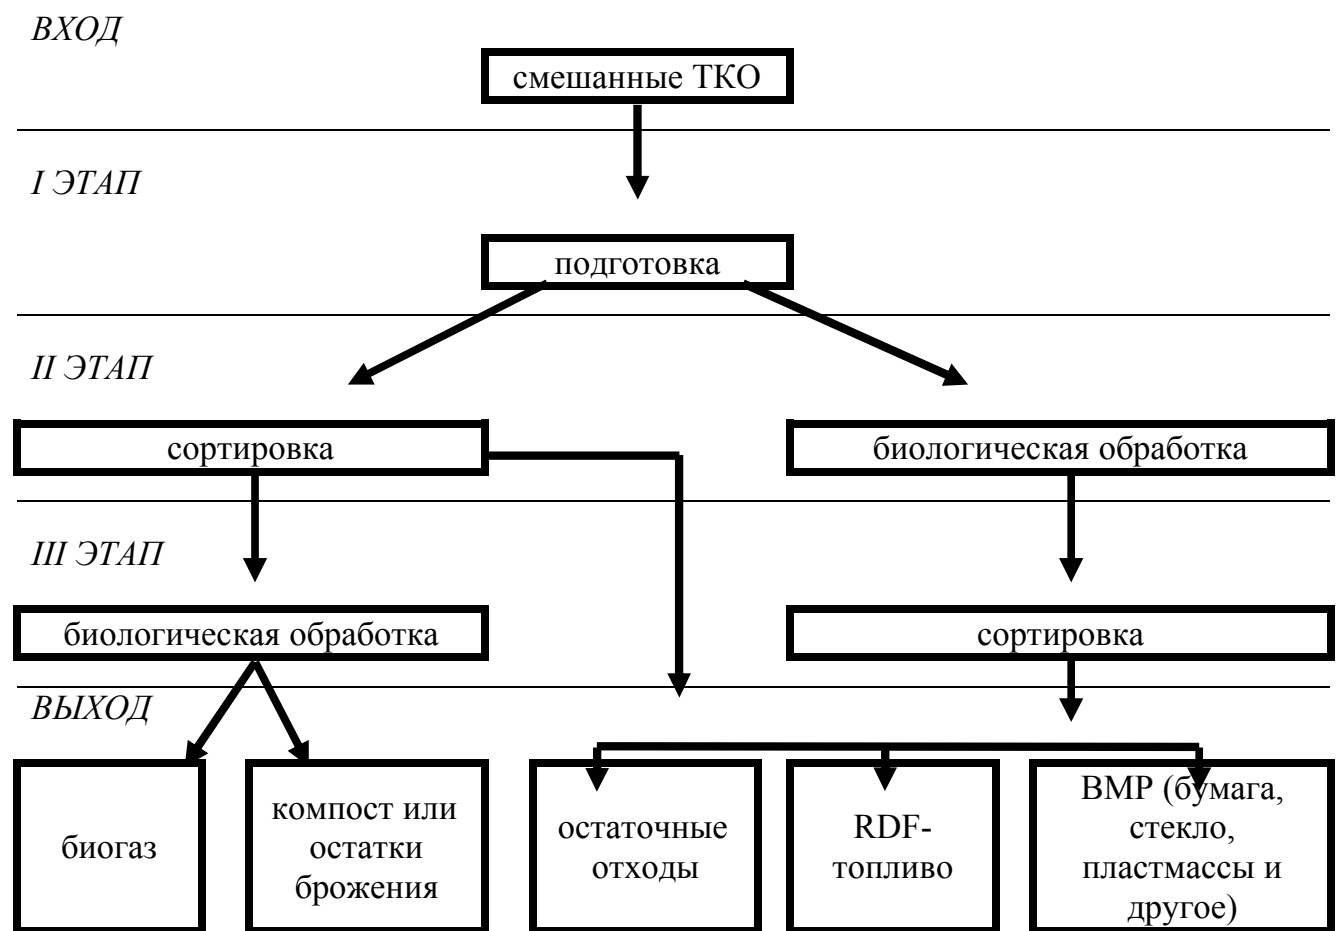 ВХОД
смешанные ТКО
I ЭТАП
подготовка
II ЭТАП
сортировка
биологическая обработка
III ЭТАП
биологическая обработка
сортировка
ВЫХОД
биогаз
компост или
остатки
брожения
остаточные
отходы
RDF-
топливо
ВМР (бумага,
стекло,
пластмассы и
другое)